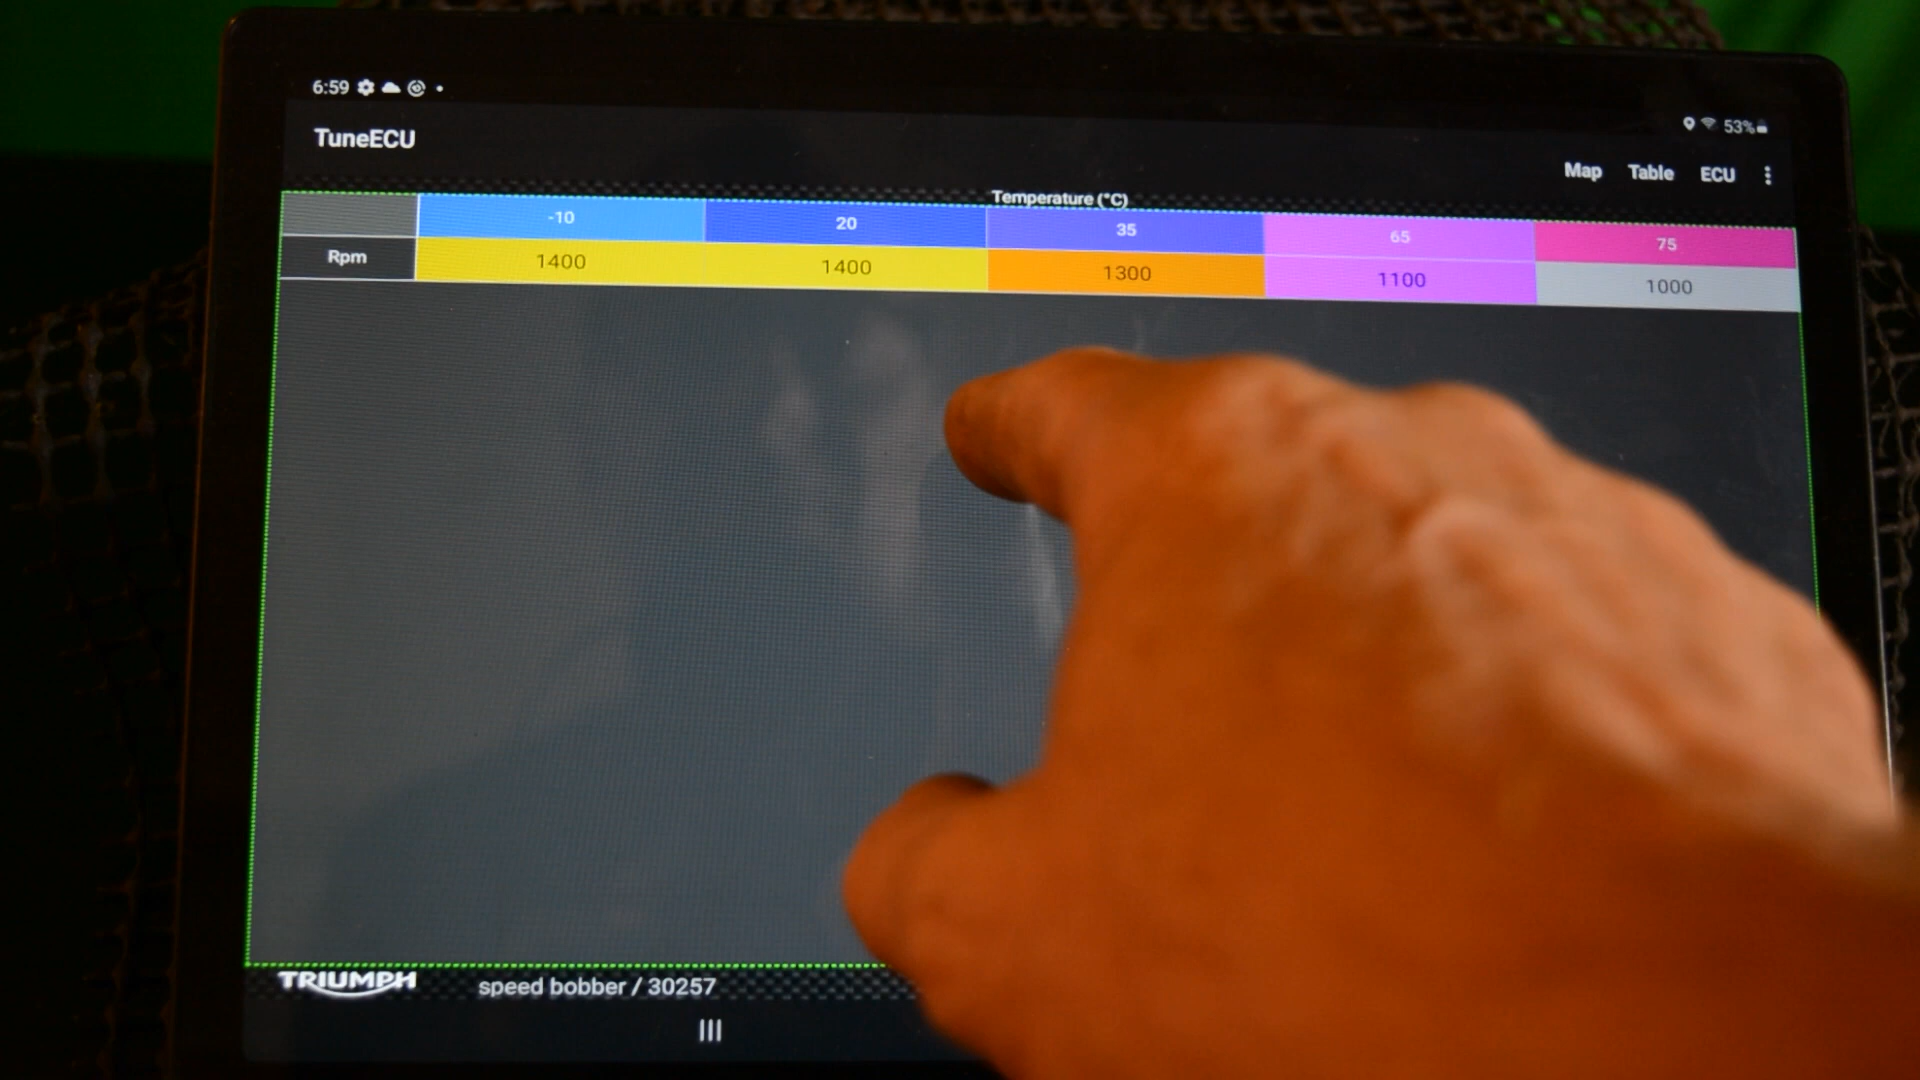 6:59
53%
TuneECU
Map Table ECU
Temperature (°C)
-10 20 35 65 75
Rpm 1400 1400 1300 1100 1000
TRIUMPH speed bobber / 30257